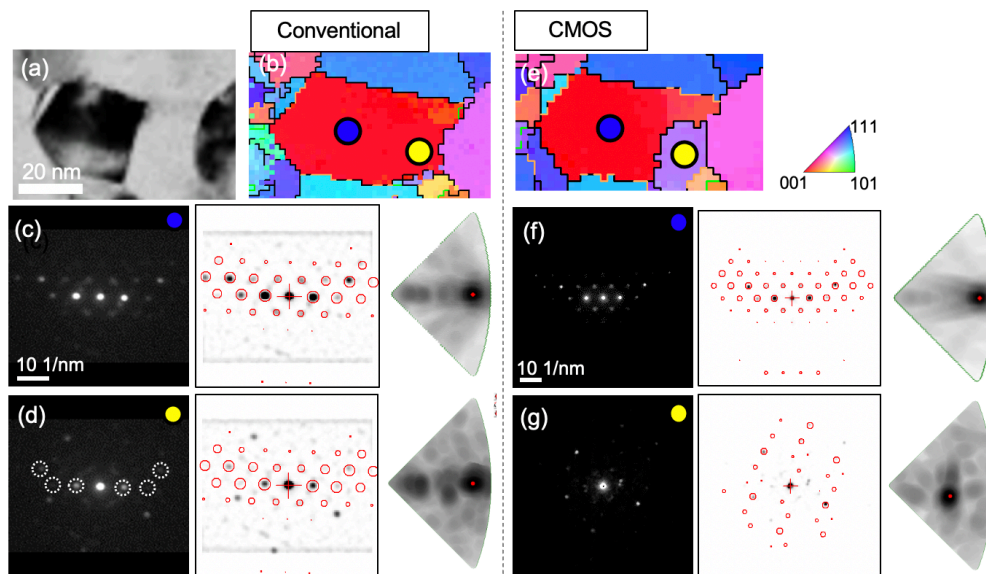 Conventional
CMOS
(a)
(b)
(e)
20 nm
111
001
101
(c)
(f)
10 1/nm
10 1/nm
(d)
(g)